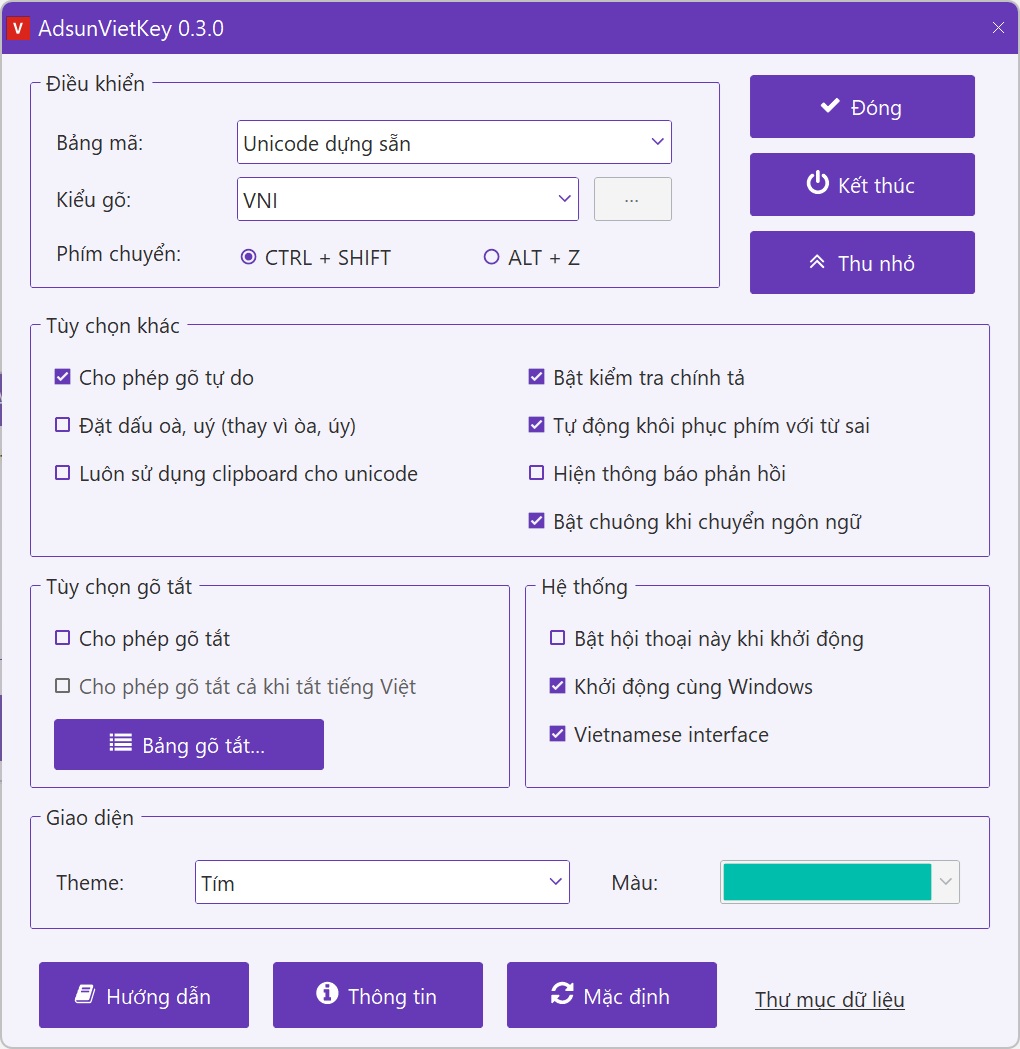 V AdsunVietKey 0.3.0
Điều khiển
Bảng mã: Unicode dựng sẵn
Kiểu gõ: VNI ...
Phím chuyển: CTRL + SHIFT ALT + Z
Đóng
Kết thúc
Thu nhỏ
Tùy chọn khác
Cho phép gõ tự do
Đặt dấu oà, uý (thay vì òa, úy)
Luôn sử dụng clipboard cho unicode
Bật kiểm tra chính tả
Tự động khôi phục phím với từ sai
Hiện thông báo phản hồi
Bật chuông khi chuyển ngôn ngữ
Tùy chọn gõ tắt
Cho phép gõ tắt
Cho phép gõ tắt cả khi tắt tiếng Việt
Bảng gõ tắt...
Hệ thống
Bật hội thoại này khi khởi động
Khởi động cùng Windows
Vietnamese interface
Giao diện
Theme: Tím Màu:
Hướng dẫn Thông tin Mặc định Thư mục dữ liệu